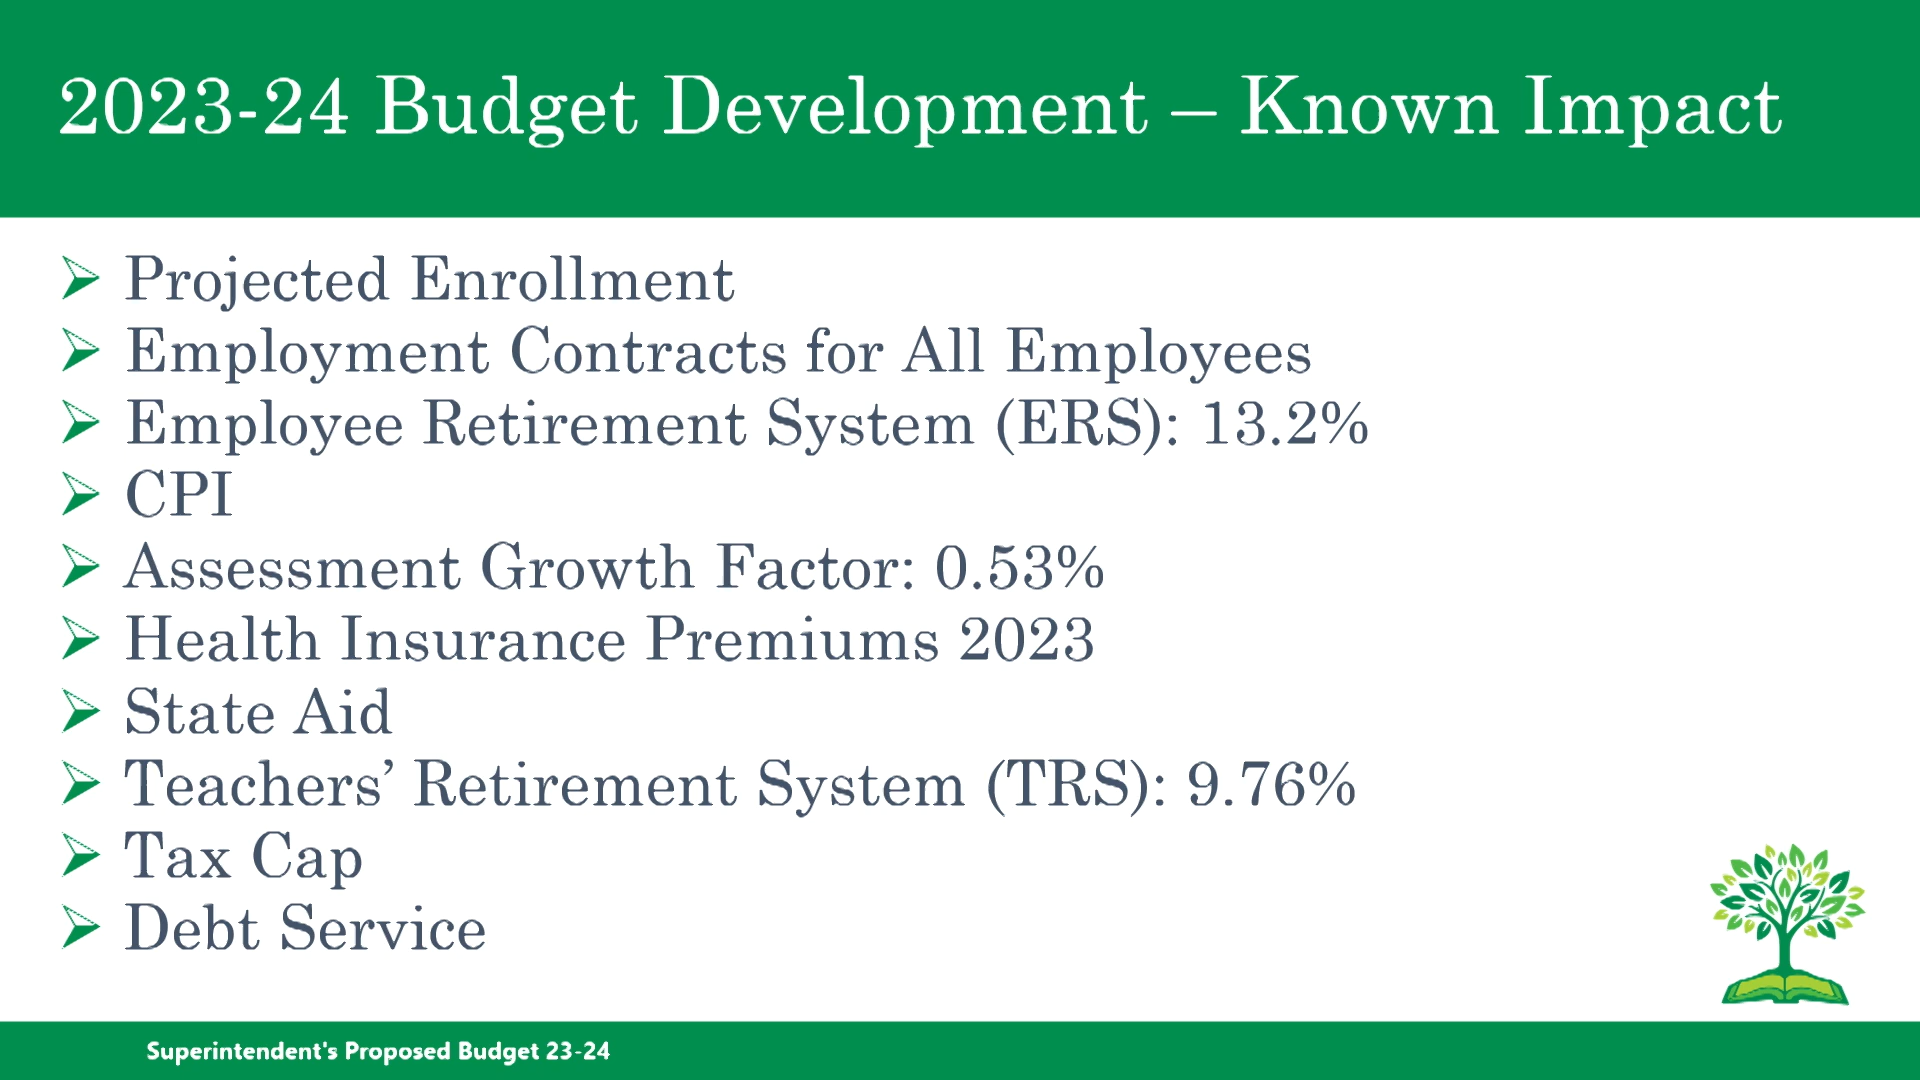 2023-24 Budget Development – Known Impact
Projected Enrollment
Employment Contracts for All Employees
Employee Retirement System (ERS): 13.2%
CPI
Assessment Growth Factor: 0.53%
Health Insurance Premiums 2023
State Aid
Teachers’ Retirement System (TRS): 9.76%
Tax Cap
Debt Service
Superintendent's Proposed Budget 23-24